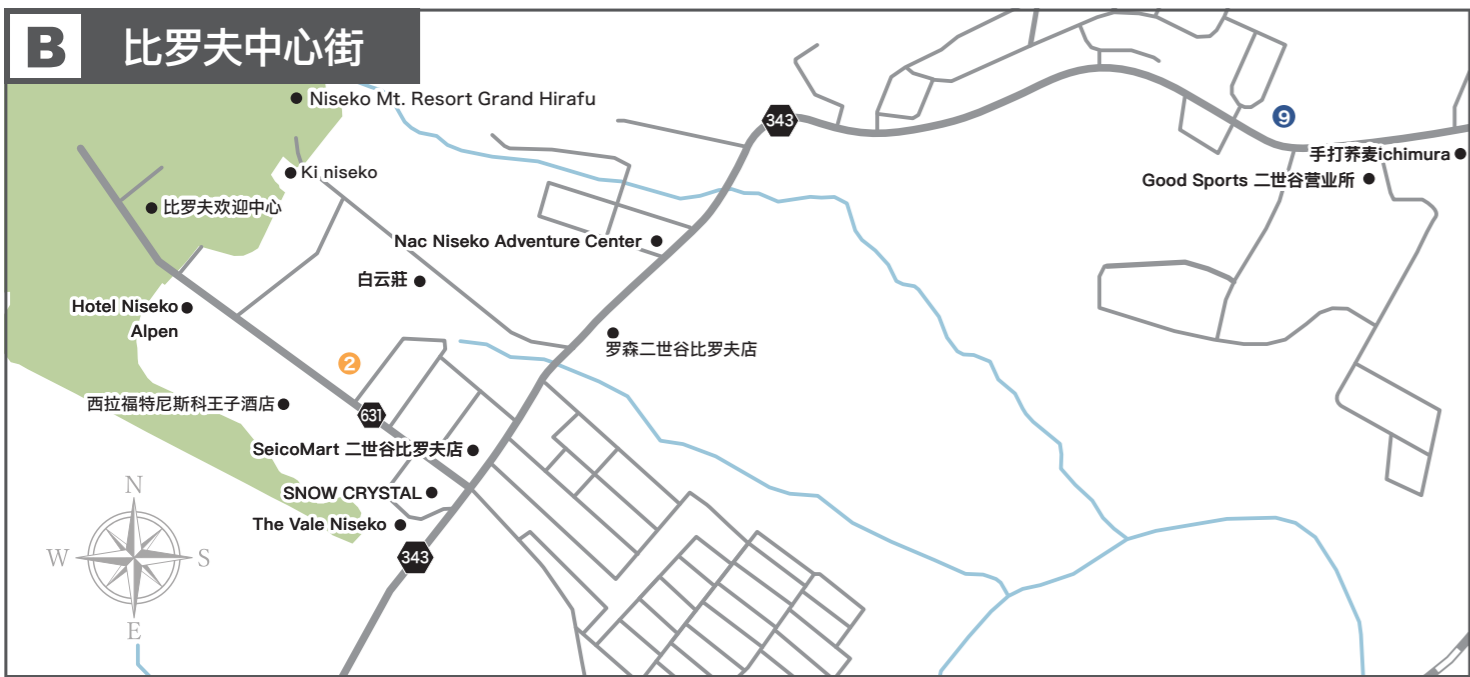 B 比罗夫中心街
Niseko Mt. Resort Grand Hirafu
343
9
手打荞麦ichimura
Ki niseko
Good Sports 二世谷营业所
比罗夫欢迎中心
Nac Niseko Adventure Center
白云莊
Hotel Niseko
Alpen
罗森二世谷比罗夫店
2
西拉福特尼斯科王子酒店
631
SeicoMart 二世谷比罗夫店
SNOW CRYSTAL
The Vale Niseko
343
N
W
S
E